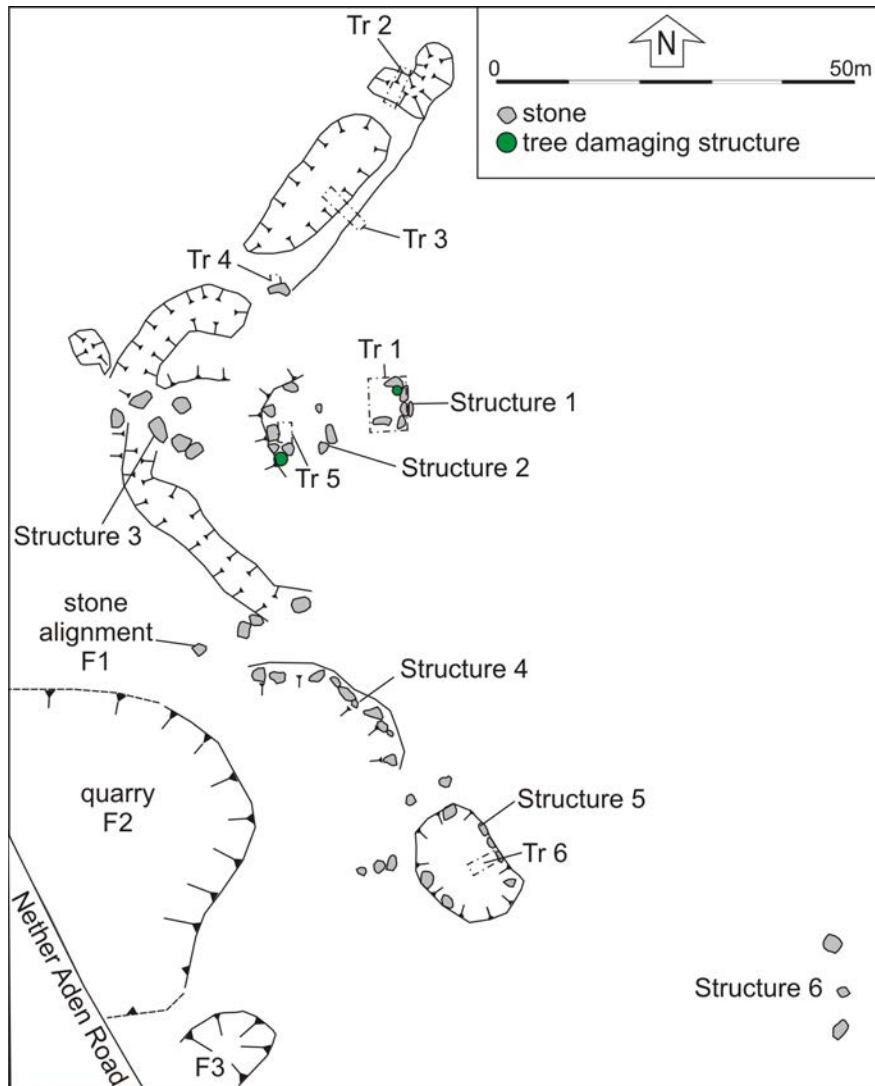 Tr 2
N
0
50m
stone
tree damaging structure
Tr 3
Tr 4
Tr 1
Structure 1
Structure 2
Tr 5
Structure 3
stone
alignment
F1
Structure 4
quarry
F2
Structure 5
Tr 6
Nether Aden Road
Structure 6
F3